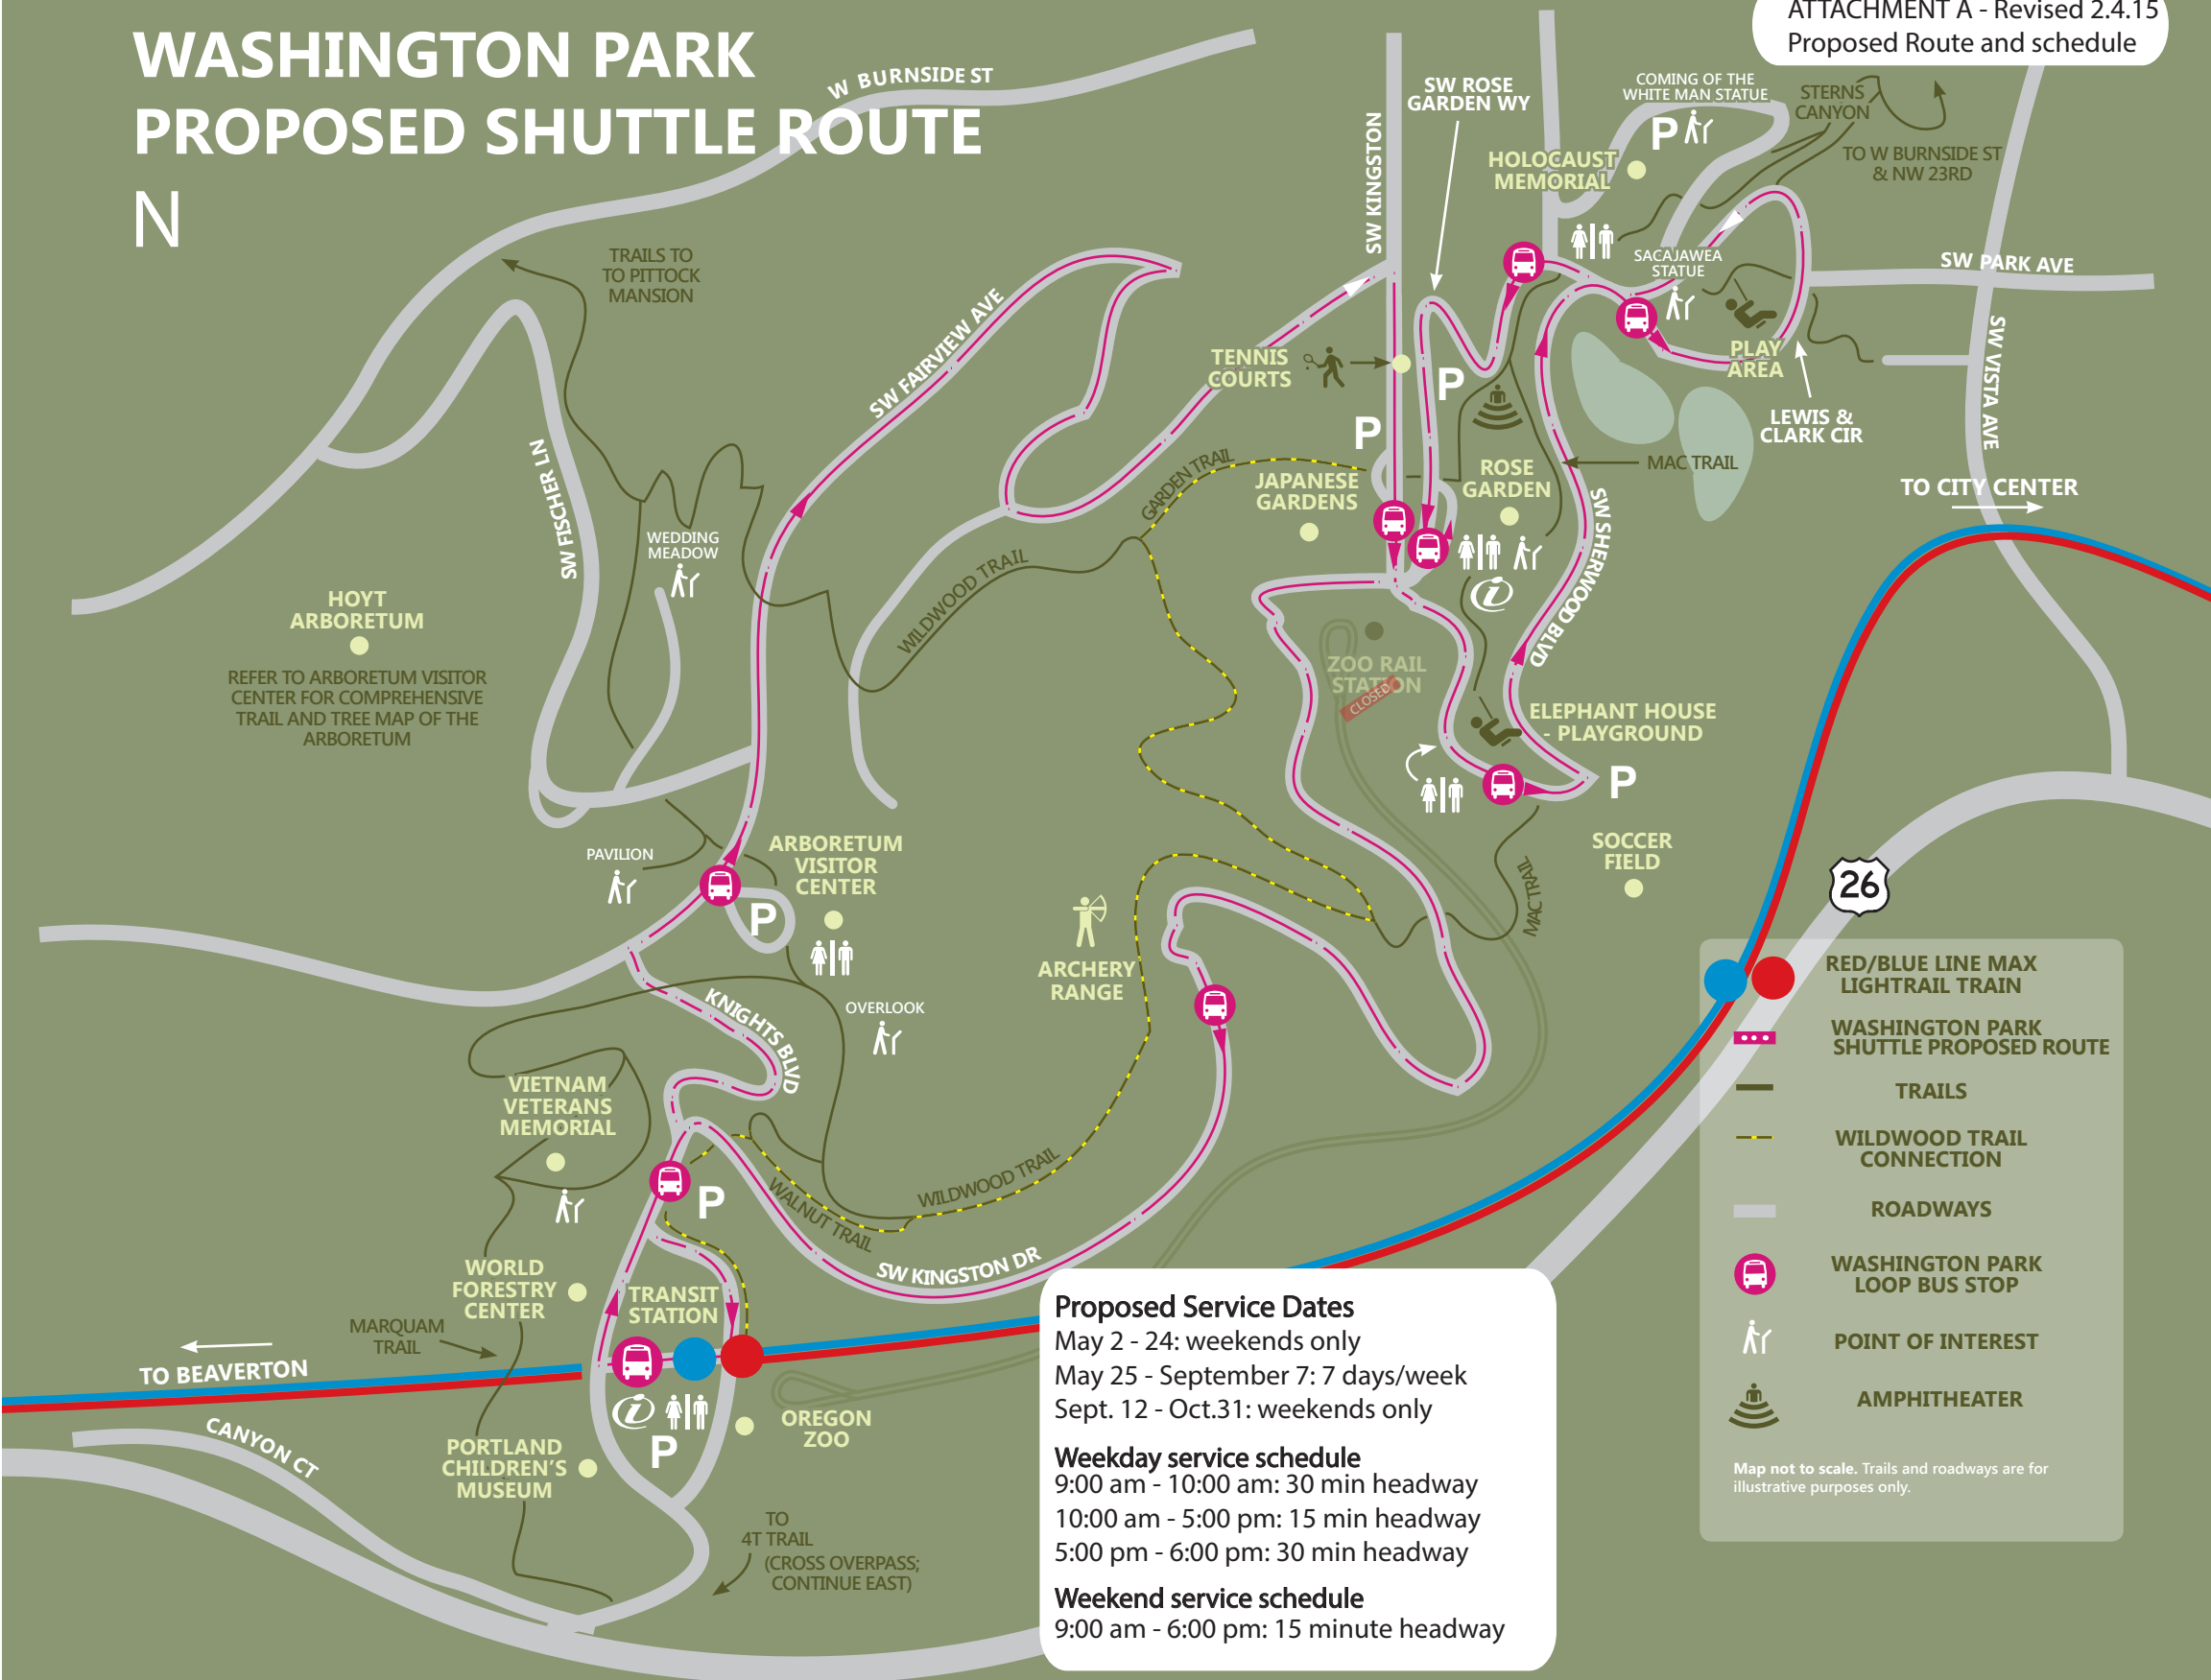 WASHINGTON PARK
PROPOSED SHUTTLE ROUTE
N
ATTACHMENT A - Revised 2.4.15
Proposed Route and schedule
W BURNSIDE ST
SW KINGSTON
SW ROSE
GARDEN WY
COMING OF THE
WHITE MAN STATUE
P
STERNS
CANYON
TO W BURNSIDE ST
& NW 23RD
HOLOCAUST
MEMORIAL
SACAJAWEA
STATUE
SW PARK AVE
SW VISTA AVE
TRAILS TO
TO PITTOCK
MANSION
SW FAIRVIEW AVE
TENNIS
COURTS
P
P
PLAY
AREA
LEWIS &
CLARK CIR
MAC TRAIL
TO CITY CENTER
GARDEN TRAIL
JAPANESE
GARDENS
ROSE
GARDEN
SW SHERWOOD BLVD
SW FISCHER LN
WEDDING
MEADOW
WILDWOOD TRAIL
i
HOYT
ARBORETUM
REFER TO ARBORETUM VISITOR
CENTER FOR COMPREHENSIVE
TRAIL AND TREE MAP OF THE
ARBORETUM
ZOO RAIL
STATION
CLOSED
ELEPHANT HOUSE
- PLAYGROUND
P
SOCCER
FIELD
MAC TRAIL
26
PAVILION
ARBORETUM
VISITOR
CENTER
P
ARCHERY
RANGE
OVERLOOK
KNIGHTS BLVD
VIETNAM
VETERANS
MEMORIAL
P
WALNUT TRAIL
WILDWOOD TRAIL
SW KINGSTON DR
WORLD
FORESTRY
CENTER
TRANSIT
STATION
MARQUAM
TRAIL
TO BEAVERTON
i
P
OREGON
ZOO
CANYON CT
PORTLAND
CHILDREN'S
MUSEUM
TO
4T TRAIL
(CROSS OVERPASS;
CONTINUE EAST)
Proposed Service Dates
May 2 - 24: weekends only
May 25 - September 7: 7 days/week
Sept. 12 - Oct.31: weekends only
Weekday service schedule
9:00 am - 10:00 am: 30 min headway
10:00 am - 5:00 pm: 15 min headway
5:00 pm - 6:00 pm: 30 min headway
Weekend service schedule
9:00 am - 6:00 pm: 15 minute headway
RED/BLUE LINE MAX
LIGHTRAIL TRAIN
WASHINGTON PARK
SHUTTLE PROPOSED ROUTE
TRAILS
WILDWOOD TRAIL
CONNECTION
ROADWAYS
WASHINGTON PARK
LOOP BUS STOP
POINT OF INTEREST
AMPHITHEATER
Map not to scale. Trails and roadways are for
illustrative purposes only.